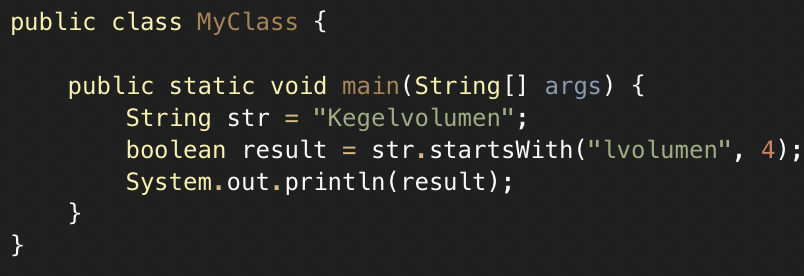 public class MyClass {
public static void main(String[] args) {
String str = "Kegelvolumen";
boolean result = str.startsWith("lvolumen", 4);
System.out.println(result);
}
}